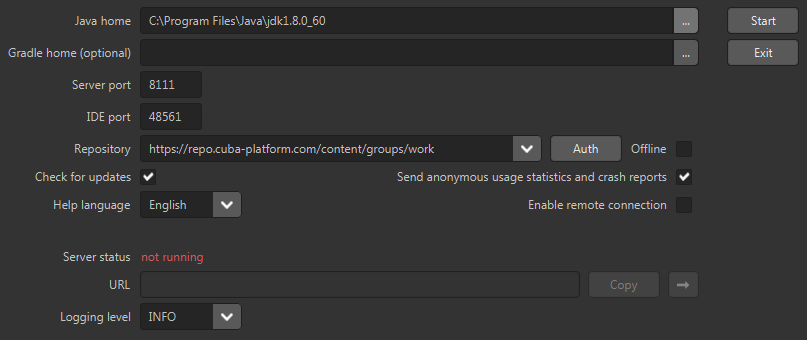 Java home C:\Program Files\Java\jdk1.8.0_60 ... Start
Gradle home (optional) ... Exit
Server port 8111
IDE port 48561
Repository https://repo.cuba-platform.com/content/groups/work Auth Offline
Check for updates Send anonymous usage statistics and crash reports
Help language English Enable remote connection
Server status not running
URL Copy
Logging level INFO